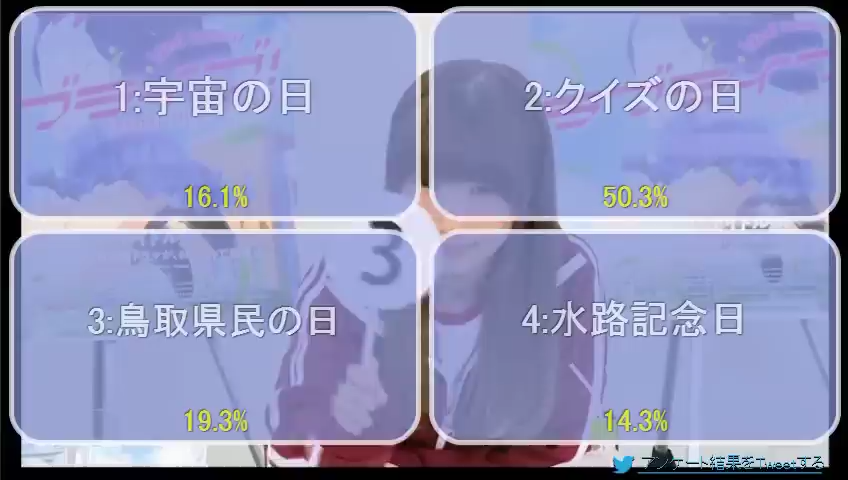 1:宇宙の日
16.1%
2:クイズの日
50.3%
3
3:鳥取県民の日
19.3%
4:水路記念日
14.3%
アンケート結果をTweetする